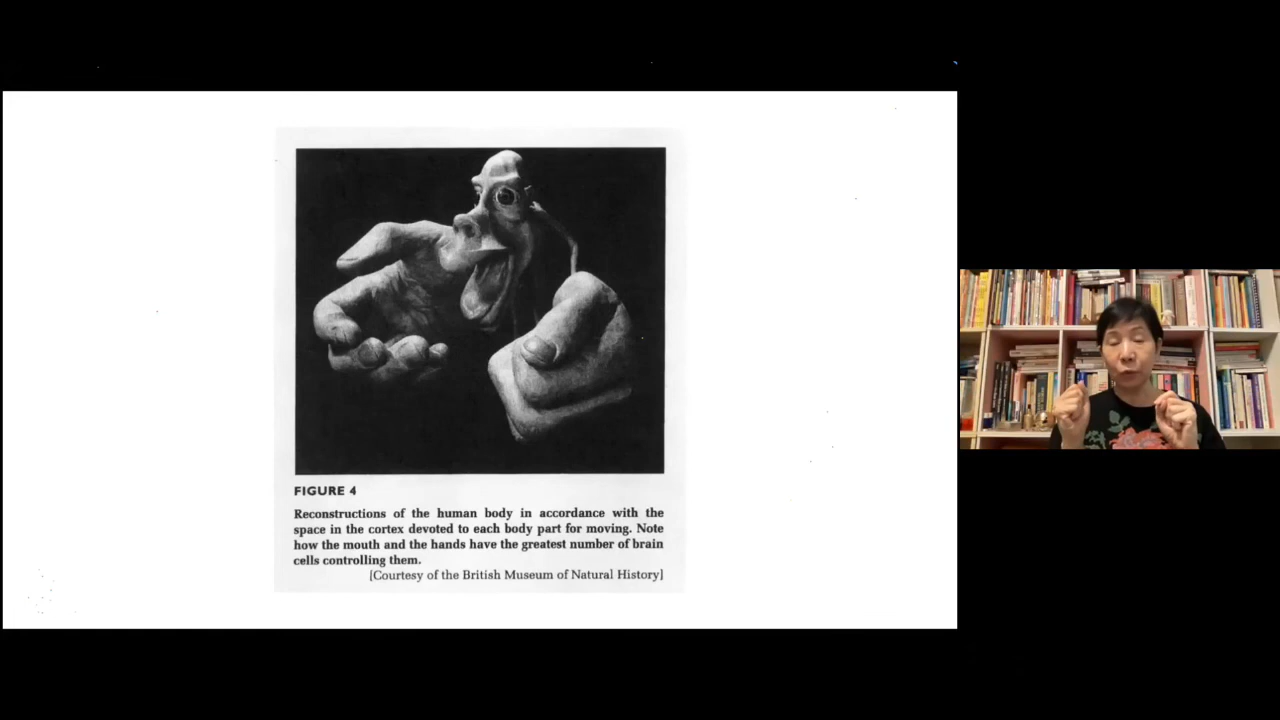 FIGURE 4
Reconstructions of the human body in accordance with the
space in the cortex devoted to each body part for moving. Note
how the mouth and the hands have the greatest number of brain
cells controlling them.
[Courtesy of the British Museum of Natural History]